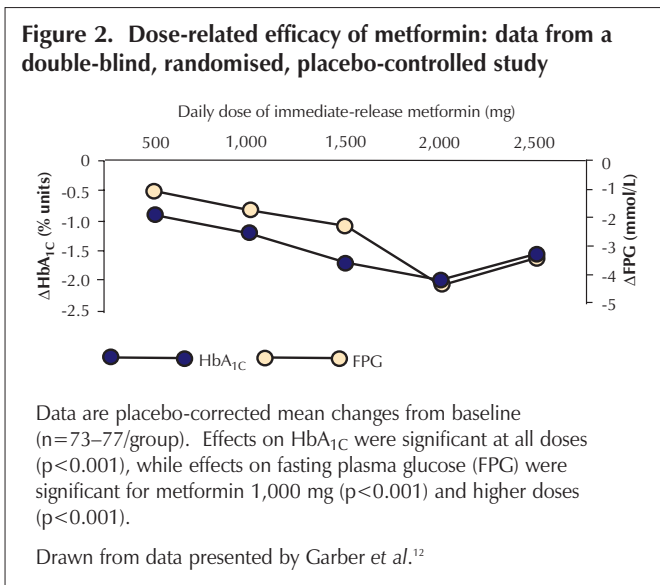 Figure 2. Dose-related efficacy of metformin: data from a
double-blind, randomised, placebo-controlled study
Daily dose of immediate-release metformin (mg)
500 1,000 1,500 2,000 2,500
0
-0.5
-1.0
-1.5
-2.0
-2.5
ΔHbA1C (% units)
0
-1
-2
-3
-4
-5
ΔFPG (mmol/L)
HbA1C FPG
Data are placebo-corrected mean changes from baseline
(n=73–77/group). Effects on HbA1C were significant at all doses
(p<0.001), while effects on fasting plasma glucose (FPG) were
significant for metformin 1,000 mg (p<0.001) and higher doses
(p<0.001).
Drawn from data presented by Garber et al.12